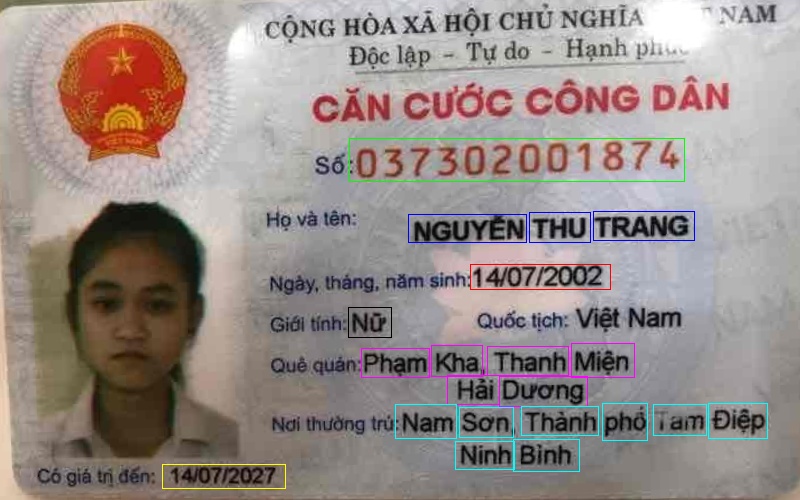 CỘNG HÒA XÃ HỘI CHỦ NGHĨA VIỆT NAM
Độc lập - Tự do - Hạnh phúc
CĂN CƯỚC CÔNG DÂN
Số: 037302001874
Họ và tên: NGUYỄN THU TRANG
Ngày, tháng, năm sinh: 14/07/2002
Giới tính: Nữ Quốc tịch: Việt Nam
Quê quán: Phạm Kha, Thanh Miện
Hải Dương
Nơi thường trú: Nam Sơn, Thành phố Tam Điệp
Ninh Bình
Có giá trị đến: 14/07/2027